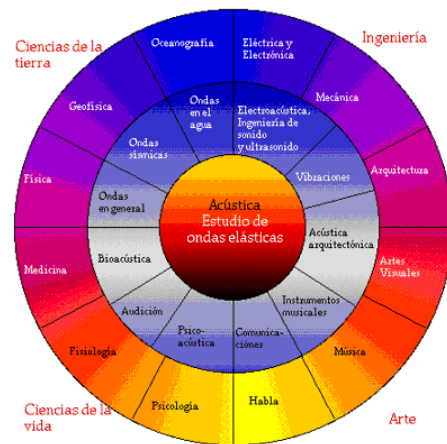 Ciencias de la
tierra
Ingeniería
Oceanografía
Eléctrica y
Electrónica
Geofísica
Mecánica
Física
Arquitectura
Medicina
Artes
Visuales
Fisiología
Música
Psicología
Habla
Ondas
en el
agua
Electroacústica,
Ingeniería de
sonido
y ultrasonido
Ondas
sísmicas
Vibraciones
Ondas
en general
Acústica
arquitectónica
Bioacústica
Audición
Instrumentos
musicales
Psico-
acústica
Comunica-
ciónes
Acústica
Estudio de
ondas elásticas
Ciencias de la
vida
Arte